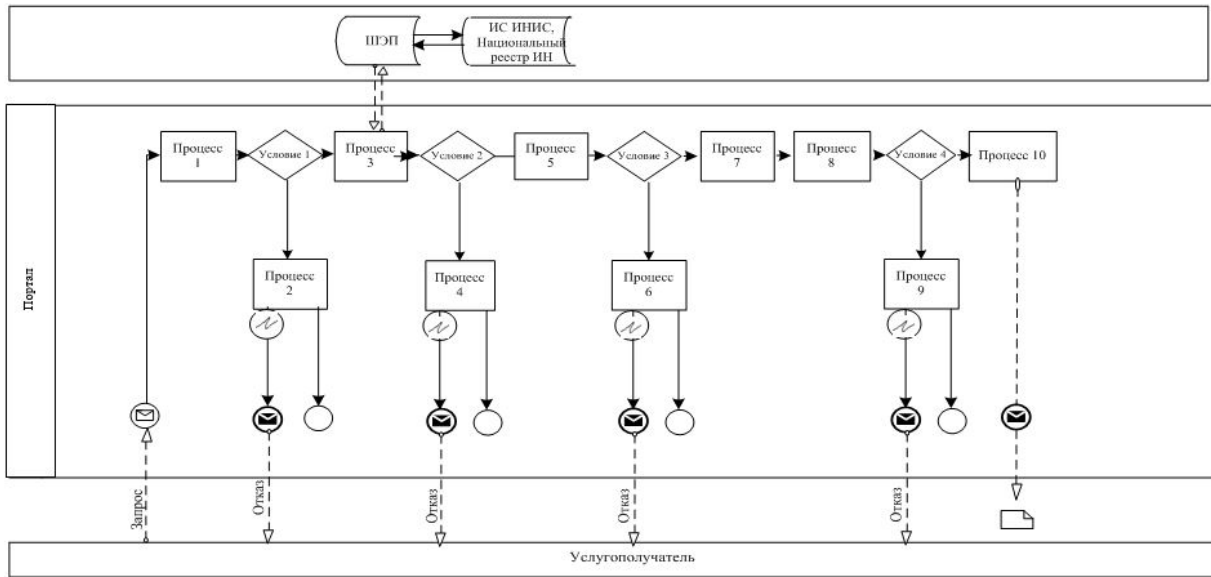 ШЭП
ИС ИНИС,
Национальный
реестр ИН
Портал
Процесс
1
Условие 1
Процесс
3
Условие 2
Процесс
5
Условие 3
Процесс
7
Процесс
8
Условие 4
Процесс 10
Процесс
2
Процесс
4
Процесс
6
Процесс
9
Запрос
Отказ
Отказ
Отказ
Отказ
Услугополучатель